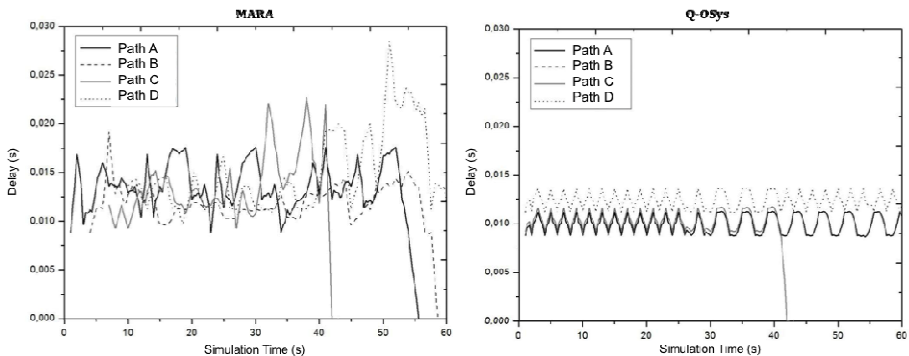 MARA
0,030
0,025
0,020
0,015
0,010
0,005
0,000
Delay (s)
Path A
Path B
Path C
Path D
0 10 20 30 40 50 60
Simulation Time (s)
Q-OSys
0,030
0,025
0,020
0,015
0,010
0,005
0,000
Delay (s)
Path A
Path B
Path C
Path D
0 10 20 30 40 50 60
Simulation Time (s)